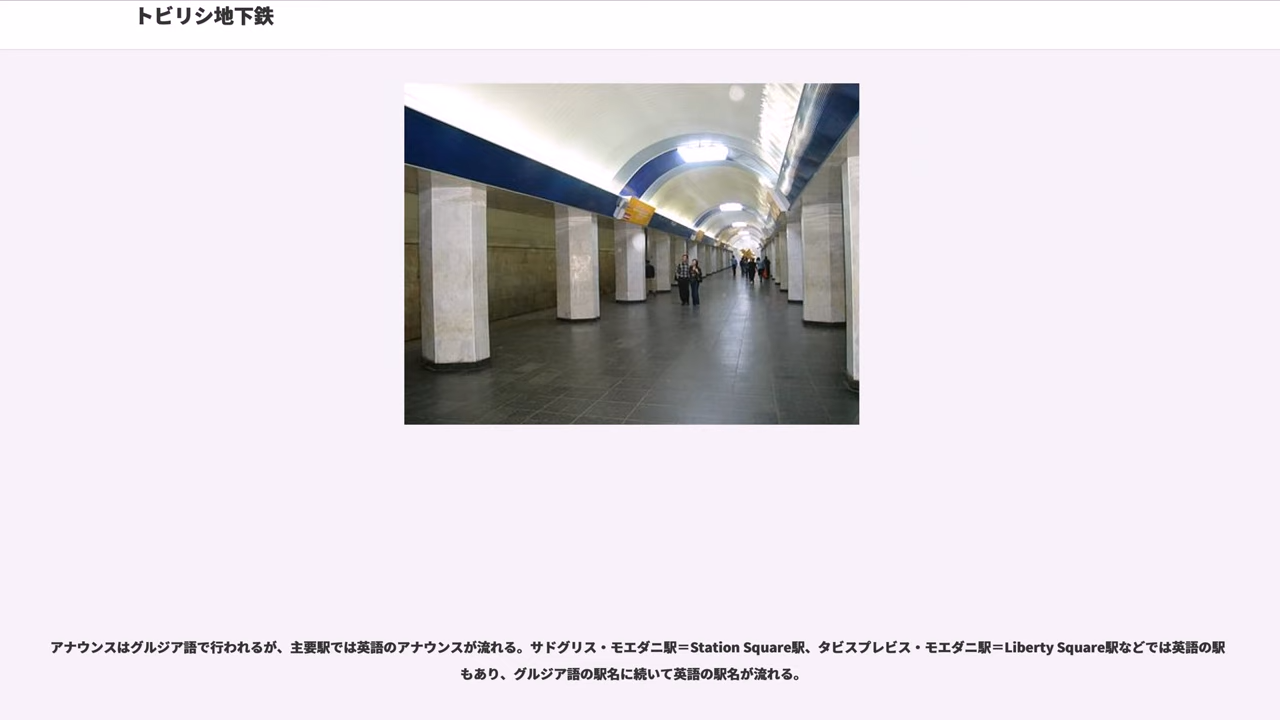 トビリシ地下鉄
アナウンスはグルジア語で行われるが、主要駅では英語のアナウンスが流れる。サドグリス・モエダニ駅＝Station Square駅、タビスプレビス・モエダニ駅＝Liberty Square駅などでは英語の駅
もあり、グルジア語の駅名に続いて英語の駅名が流れる。